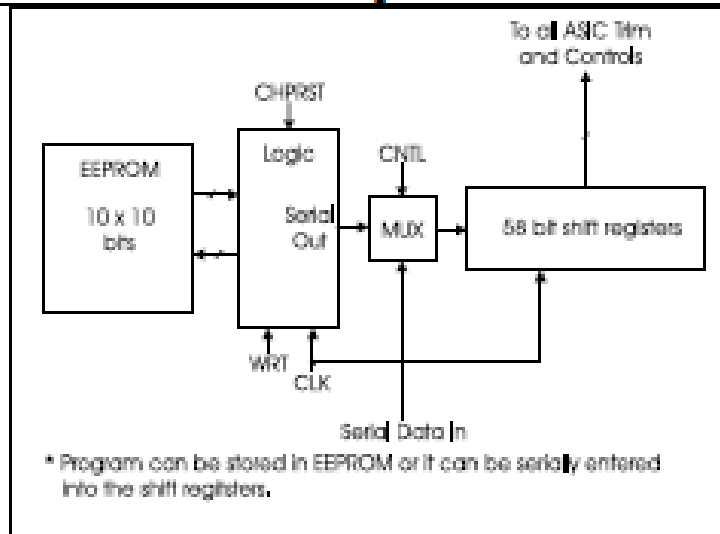 To all ASIC Trim
and Controls
CHPRST
Logic
CNTL
EEPROM
10 x 10
bits
Serial
Out
MUX
58 bit shift registers
WRT
CLK
Serial Data In
* Program can be stored in EEPROM or it can be serially entered
into the shift regitsters.